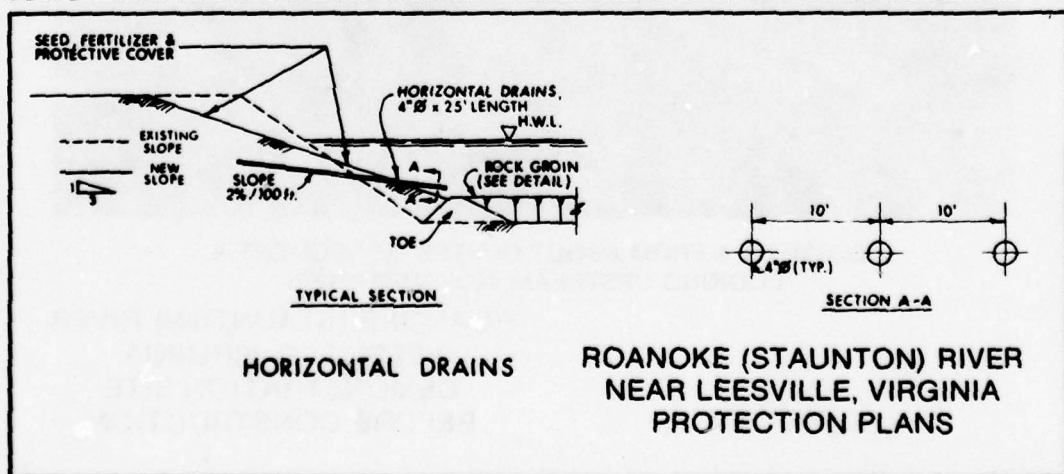 SEED, FERTILIZER &
PROTECTIVE COVER
HORIZONTAL DRAINS,
4"Ø x 25' LENGTH
H.W.L.
EXISTING
SLOPE
NEW
SLOPE
1
3
SLOPE
2%/100 fr.
A
A
ROCK GROIN
(SEE DETAIL)
TOE
TYPICAL SECTION
HORIZONTAL DRAINS
10'
10'
4"Ø (TYP.)
SECTION A-A
ROANOKE (STAUNTON) RIVER
NEAR LEESVILLE, VIRGINIA
PROTECTION PLANS